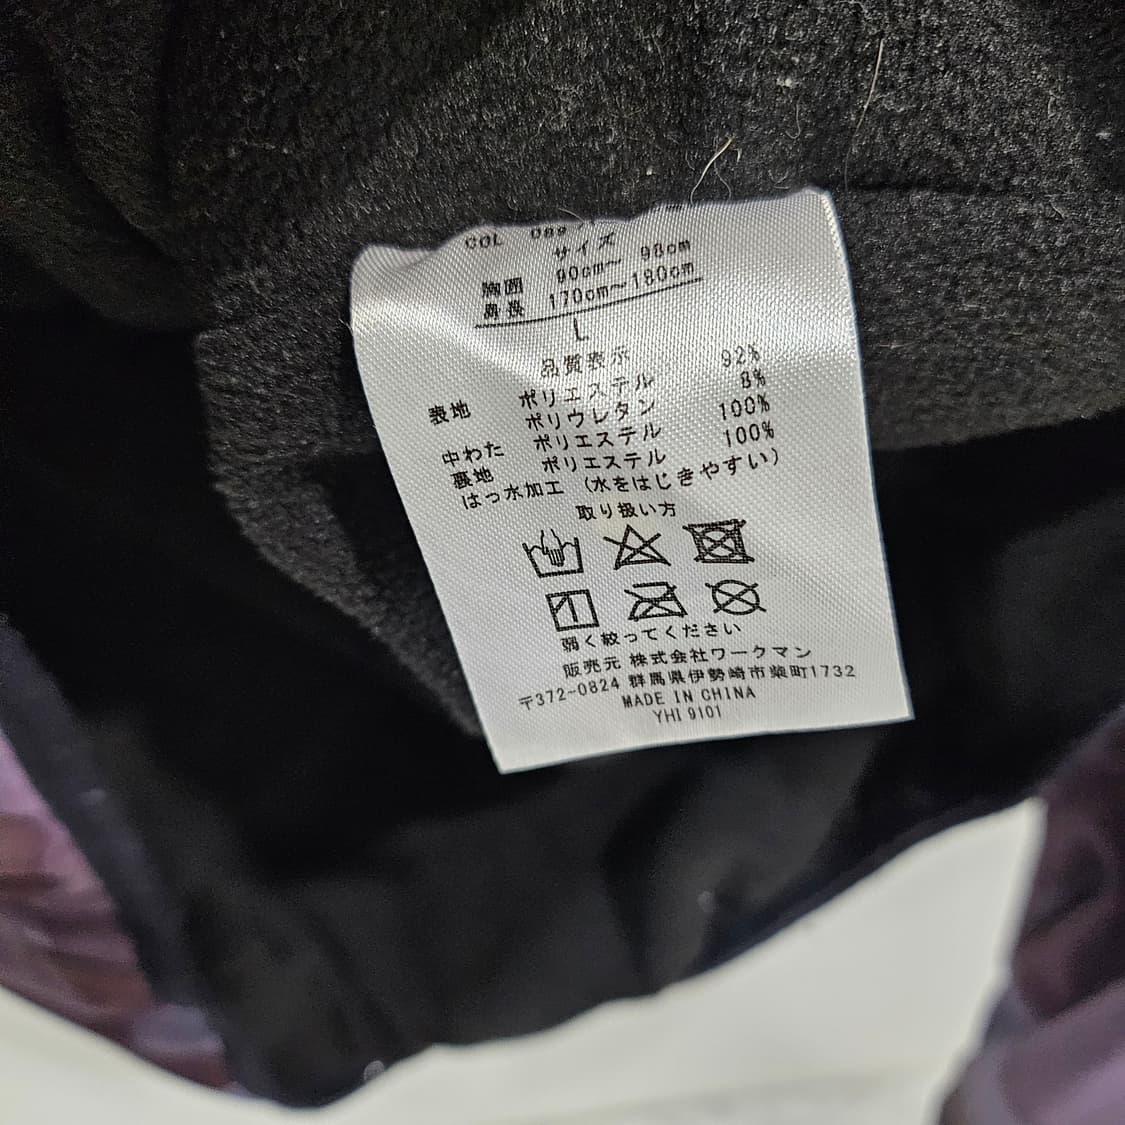 COL
サイズ
胸囲 90cm～ 98cm
身長 170cm～180cm
L
品質表示
表地 ポリエステル 92%
ポリウレタン 8%
中わた ポリエステル 100%
裏地 ポリエステル 100%
はっ水加工 (水をはじきやすい)
取り扱い方
弱く絞ってください
販売元 株式会社ワークマン
〒372-0824 群馬県伊勢崎市柴町1732
MADE IN CHINA
YHI 9101